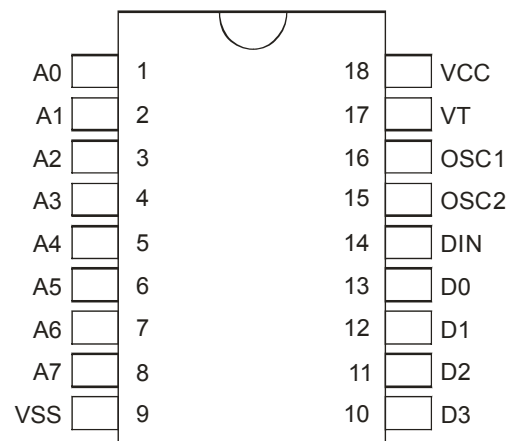 A0 1 18 VCC
A1 2 17 VT
A2 3 16 OSC1
A3 4 15 OSC2
A4 5 14 DIN
A5 6 13 D0
A6 7 12 D1
A7 8 11 D2
VSS 9 10 D3